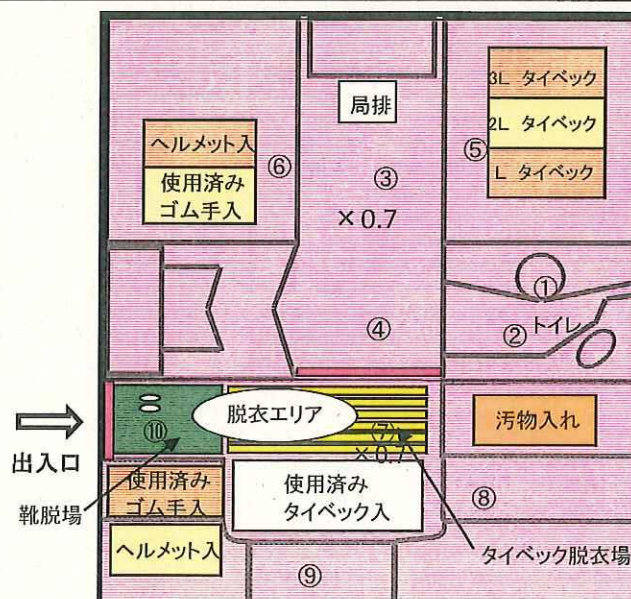 局排
3L タイベック
2L タイベック
L タイベック
⑤
ヘルメット入
使用済み
ゴム手入
⑥
③
×0.7
①
②
トイレ
④
出入口
⑩
脱衣エリア
(7)
×0.7
汚物入れ
靴脱場
使用済み
ゴム手入
ヘルメット入
使用済み
タイベック入
⑧
タイベック脱衣場
⑨